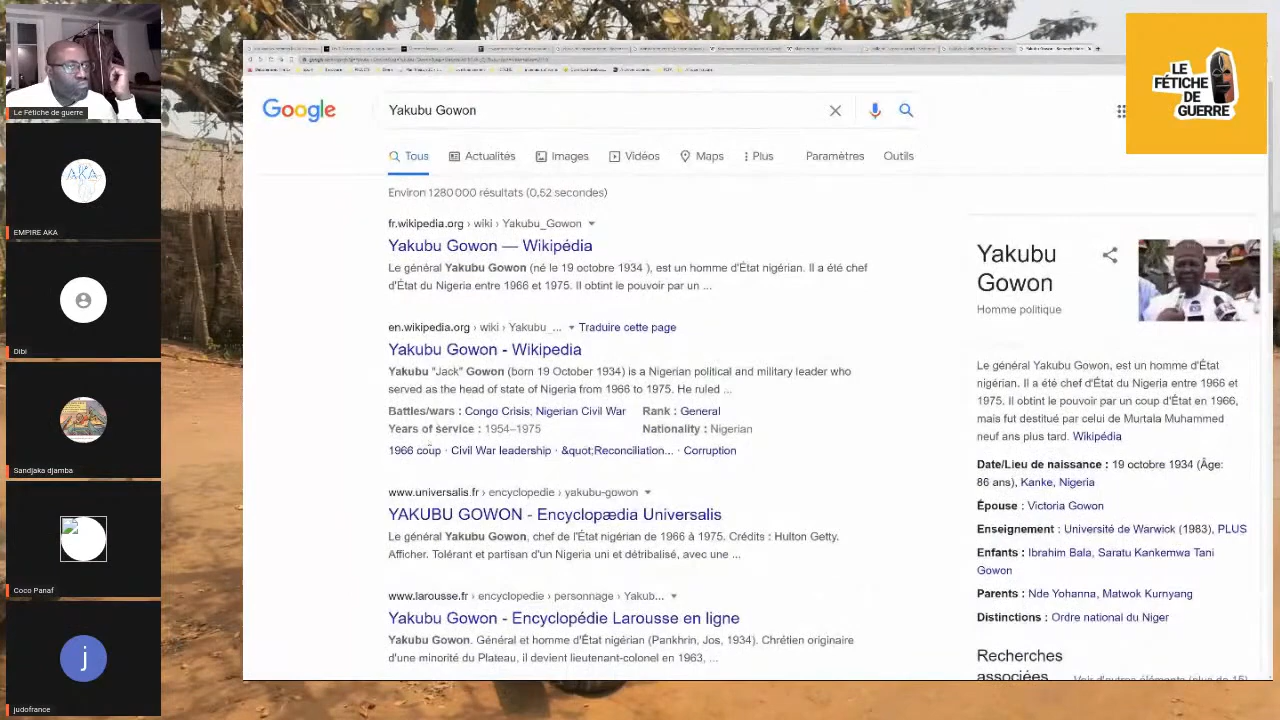 Le Fétiche de guerre
AKA
EMPIRE AKA
Dibi
Sandjaka djamba
Coco Panaf
j
judofrance
LE
FÉTICHE
DE
GUERRE
Google
Yakubu Gowon
Tous Actualités Images Vidéos Maps Plus Paramètres Outils
Environ 1 280 000 résultats (0,52 secondes)
fr.wikipedia.org › wiki › Yakubu_Gowon
Yakubu Gowon — Wikipédia
Le général Yakubu Gowon (né le 19 octobre 1934 ), est un homme d'État nigérian. Il a été chef
d'État du Nigeria entre 1966 et 1975. Il obtint le pouvoir par un ...
en.wikipedia.org › wiki › Yakubu_... Traduire cette page
Yakubu Gowon - Wikipedia
Yakubu "Jack" Gowon (born 19 October 1934) is a Nigerian political and military leader who
served as the head of state of Nigeria from 1966 to 1975. He ruled ...
Battles/wars : Congo Crisis; Nigerian Civil War Rank : General
Years of service : 1954–1975 Nationality : Nigerian
1966 coup · Civil War leadership · &quot;Reconciliation... · Corruption
www.universalis.fr › encyclopedie › yakubu-gowon
YAKUBU GOWON - Encyclopædia Universalis
Le général Yakubu Gowon, chef de l'État nigérian de 1966 à 1975. Crédits : Hulton Getty.
Afficher. Tolérant et partisan d'un Nigeria uni et détribalisé, avec une ...
www.larousse.fr › encyclopedie › personnage › Yakub...
Yakubu Gowon - Encyclopédie Larousse en ligne
Yakubu Gowon. Général et homme d'État nigérian (Pankhrin, Jos, 1934). Chrétien originaire
d'une minorité du Plateau, il devient lieutenant-colonel en 1963, ...
Yakubu
Gowon
Homme politique
Le général Yakubu Gowon, est un homme d'État
nigérian. Il a été chef d'État du Nigeria entre 1966 et
1975. Il obtint le pouvoir par un coup d'État en 1966,
mais fut destitué par celui de Murtala Muhammed
neuf ans plus tard. Wikipédia
Date/Lieu de naissance : 19 octobre 1934 (Âge:
86 ans), Kanke, Nigeria
Épouse : Victoria Gowon
Enseignement : Université de Warwick (1983), PLUS
Enfants : Ibrahim Bala, Saratu Kankemwa Tani
Gowon
Parents : Nde Yohanna, Matwok Kurnyang
Distinctions : Ordre national du Niger
Recherches
associées Voir d'autres éléments (plus de 15)